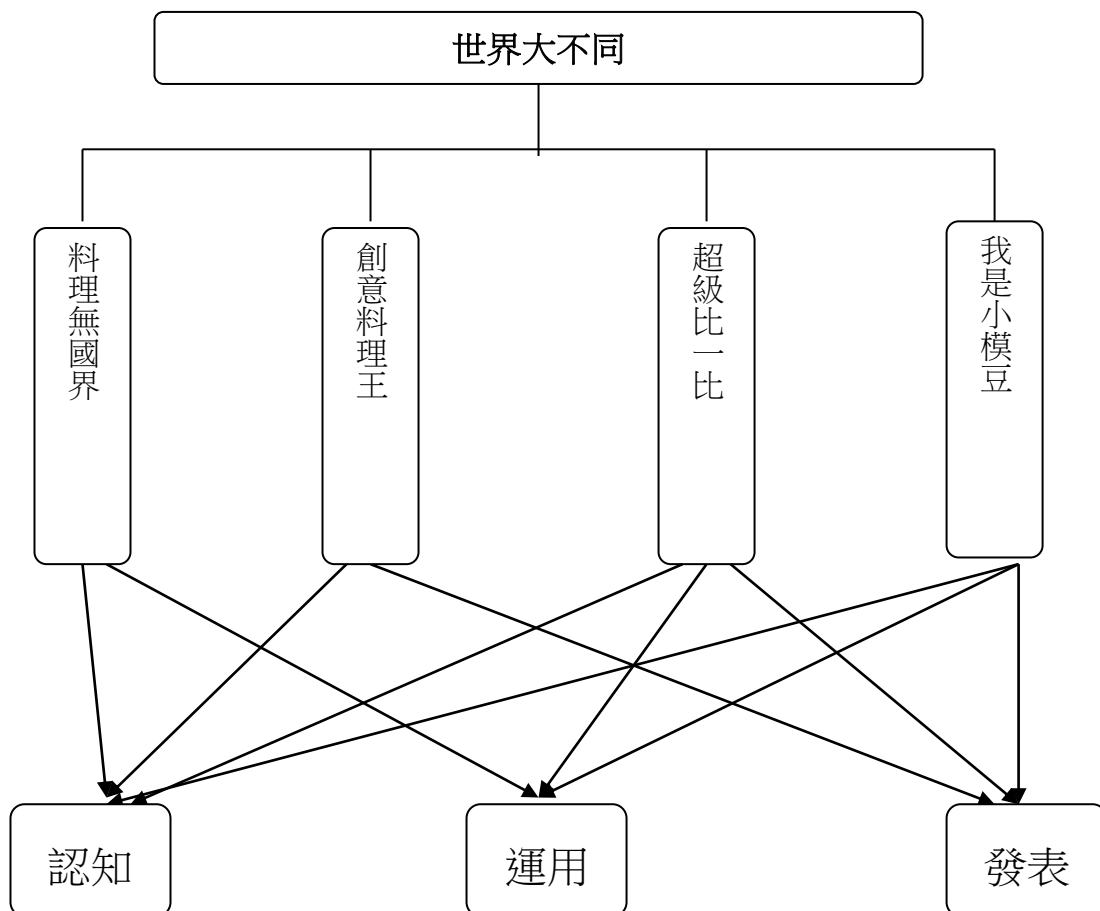 世界大不同
料理無國界
創意料理王
超級比一比
我是小模豆
認知
運用
發表